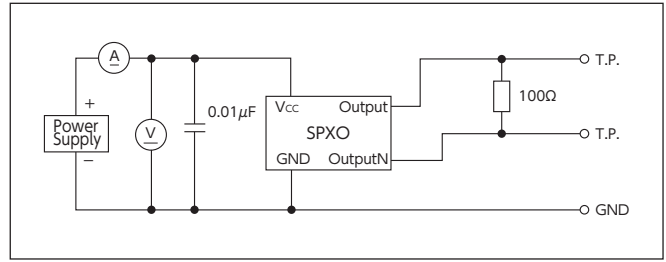 A
T.P.
+
0.01μF
Vcc Output
100Ω
Power
Supply
V
SPXO
T.P.
−
GND OutputN
GND